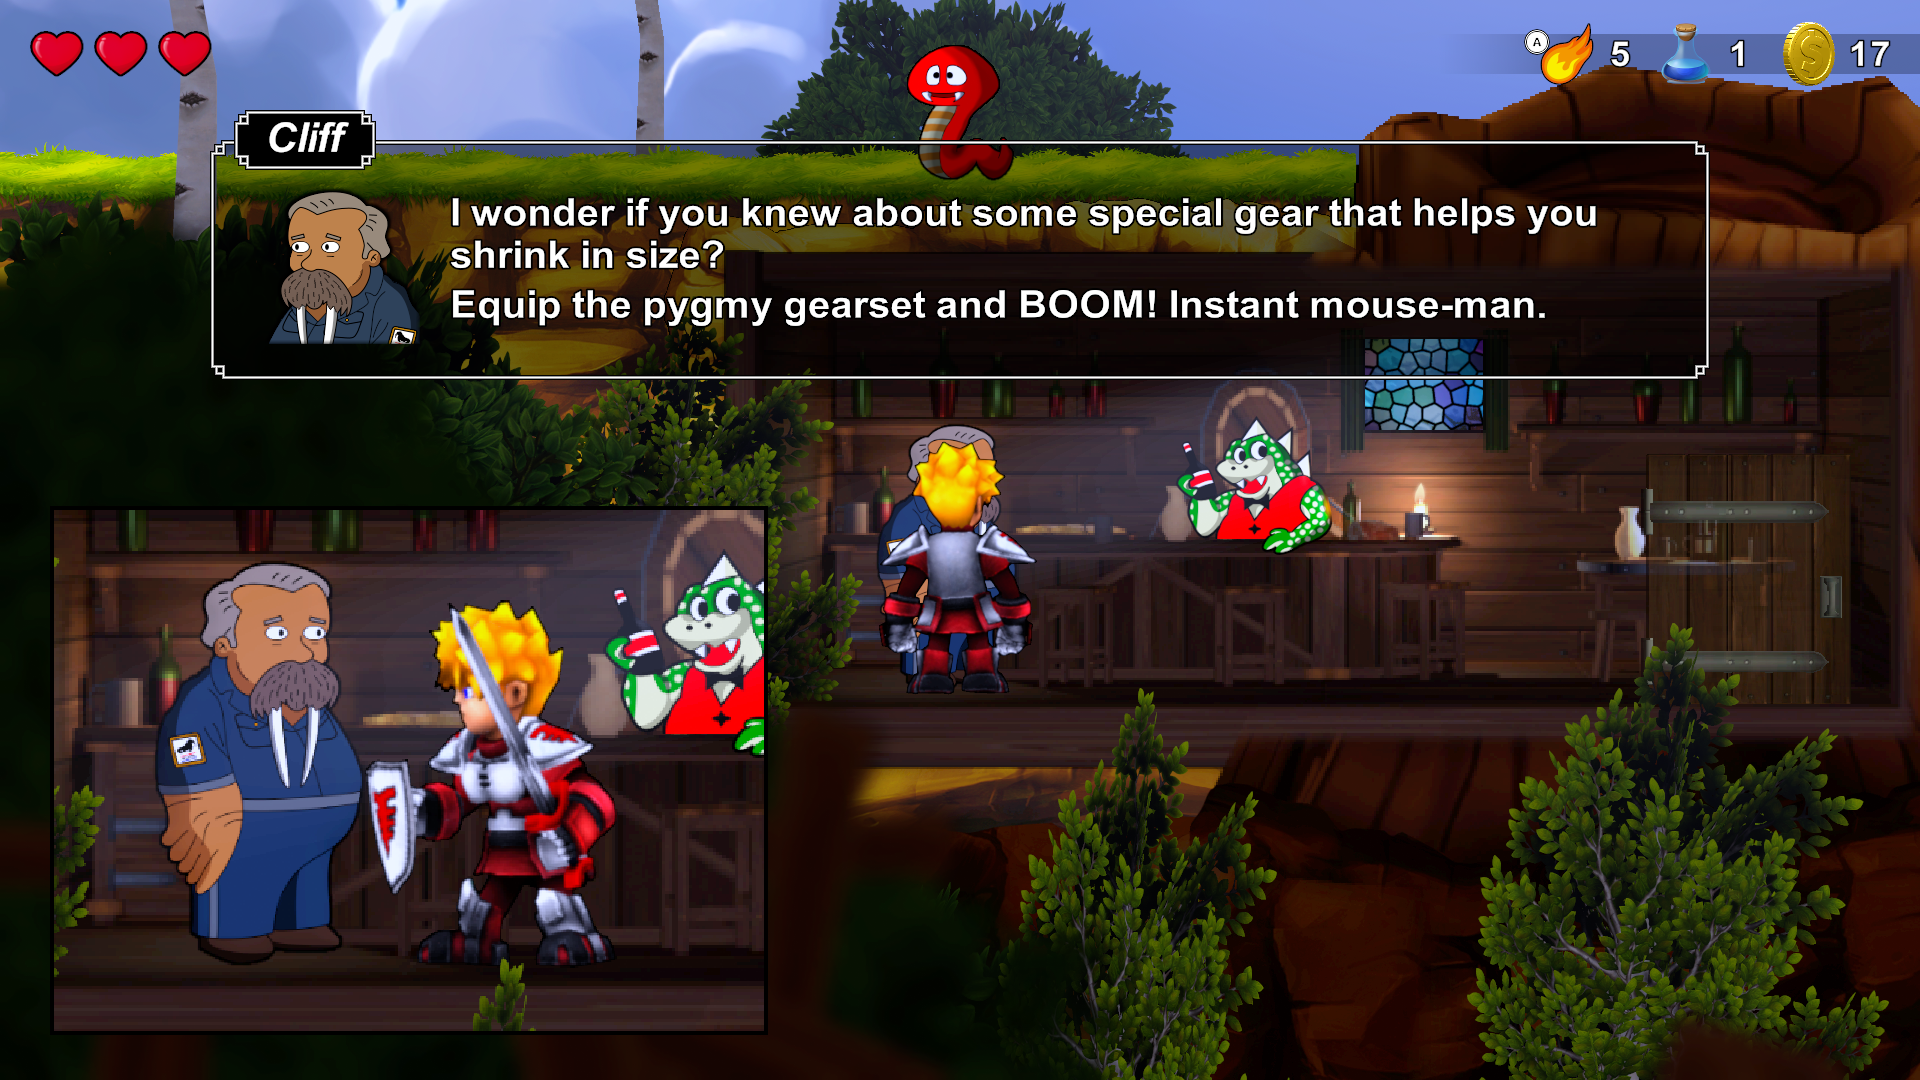 A
5
1
17
Cliff
I wonder if you knew about some special gear that helps you
shrink in size?
Equip the pygmy gearset and BOOM! Instant mouse-man.